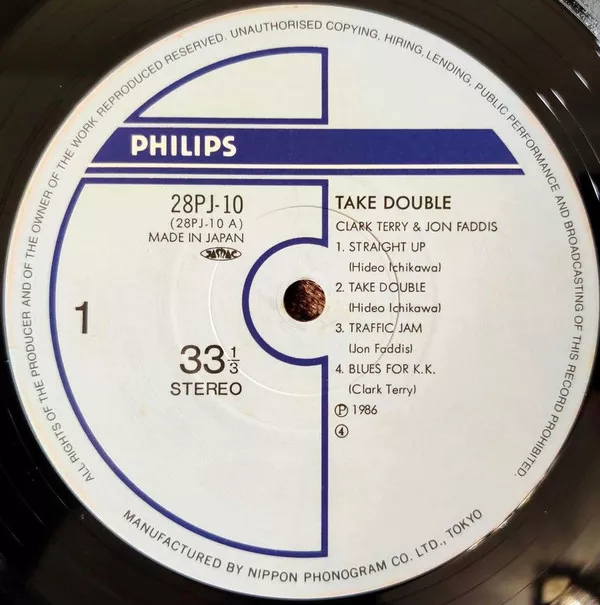 ALL RIGHTS OF THE PRODUCER AND OF THE OWNER OF THE WORK REPRODUCED RESERVED. UNAUTHORISED COPYING, HIRING, LENDING, PUBLIC PERFORMANCE AND BROADCASTING OF THIS RECORD PROHIBITED.
PHILIPS
28PJ-10
(28PJ-10 A)
MADE IN JAPAN
1
33 1/3
STEREO
TAKE DOUBLE
CLARK TERRY & JON FADDIS
1. STRAIGHT UP
(Hideo Ichikawa)
2. TAKE DOUBLE
(Hideo Ichikawa)
3. TRAFFIC JAM
(Jon Faddis)
4. BLUES FOR K.K.
(Clark Terry)
Ⓟ 1986
④
MANUFACTURED BY NIPPON PHONOGRAM CO. LTD., TOKYO